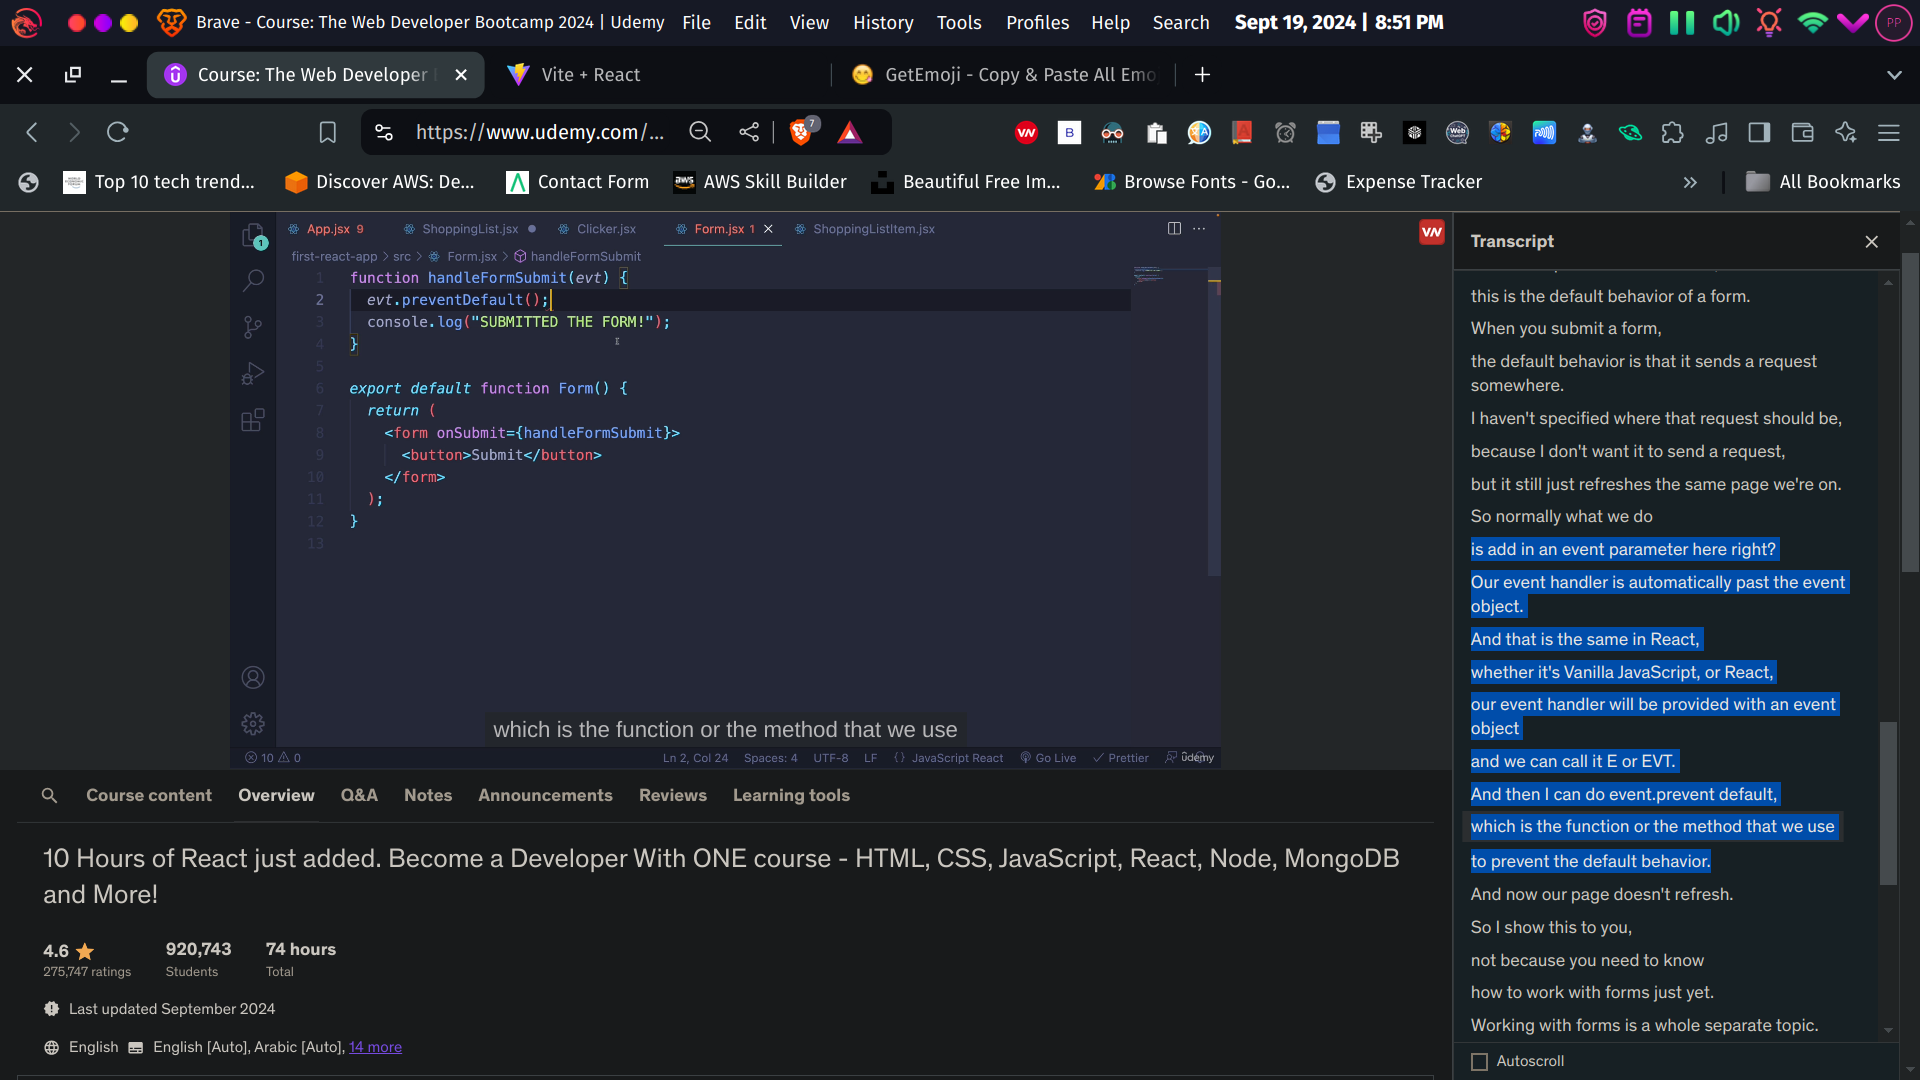 Brave - Course: The Web Developer Bootcamp 2024 | Udemy File Edit View History Tools Profiles Help Search Sept 19, 2024 | 8:51 PM PP
Course: The Web Developer Vite + React GetEmoji - Copy & Paste All Emo
https://www.udemy.com/... 7
Top 10 tech trend... Discover AWS: De... Contact Form AWS Skill Builder Beautiful Free Im... Browse Fonts - Go... Expense Tracker All Bookmarks
1
App.jsx 9 ShoppingList.jsx Clicker.jsx Form.jsx 1 ShoppingListItem.jsx
first-react-app > src > Form.jsx > handleFormSubmit
1 function handleFormSubmit(evt) {
2 evt.preventDefault();
3 console.log("SUBMITTED THE FORM!");
4 }
5
6 export default function Form() {
7 return (
8 <form onSubmit={handleFormSubmit}>
9 <button>Submit</button>
10 </form>
11 );
12 }
13
which is the function or the method that we use
10 0 Ln 2, Col 24 Spaces: 4 UTF-8 LF {} JavaScript React Go Live Prettier udemy
Transcript
this is the default behavior of a form.
When you submit a form,
the default behavior is that it sends a request
somewhere.
I haven't specified where that request should be,
because I don't want it to send a request,
but it still just refreshes the same page we're on.
So normally what we do
is add in an event parameter here right?
Our event handler is automatically past the event
object.
And that is the same in React,
whether it's Vanilla JavaScript, or React,
our event handler will be provided with an event
object
and we can call it E or EVT.
And then I can do event.prevent default,
which is the function or the method that we use
to prevent the default behavior.
And now our page doesn't refresh.
So I show this to you,
not because you need to know
how to work with forms just yet.
Working with forms is a whole separate topic.
Autoscroll
Course content Overview Q&A Notes Announcements Reviews Learning tools
10 Hours of React just added. Become a Developer With ONE course - HTML, CSS, JavaScript, React, Node, MongoDB
and More!
4.6 920,743 74 hours
275,747 ratings Students Total
Last updated September 2024
English English [Auto], Arabic [Auto], 14 more